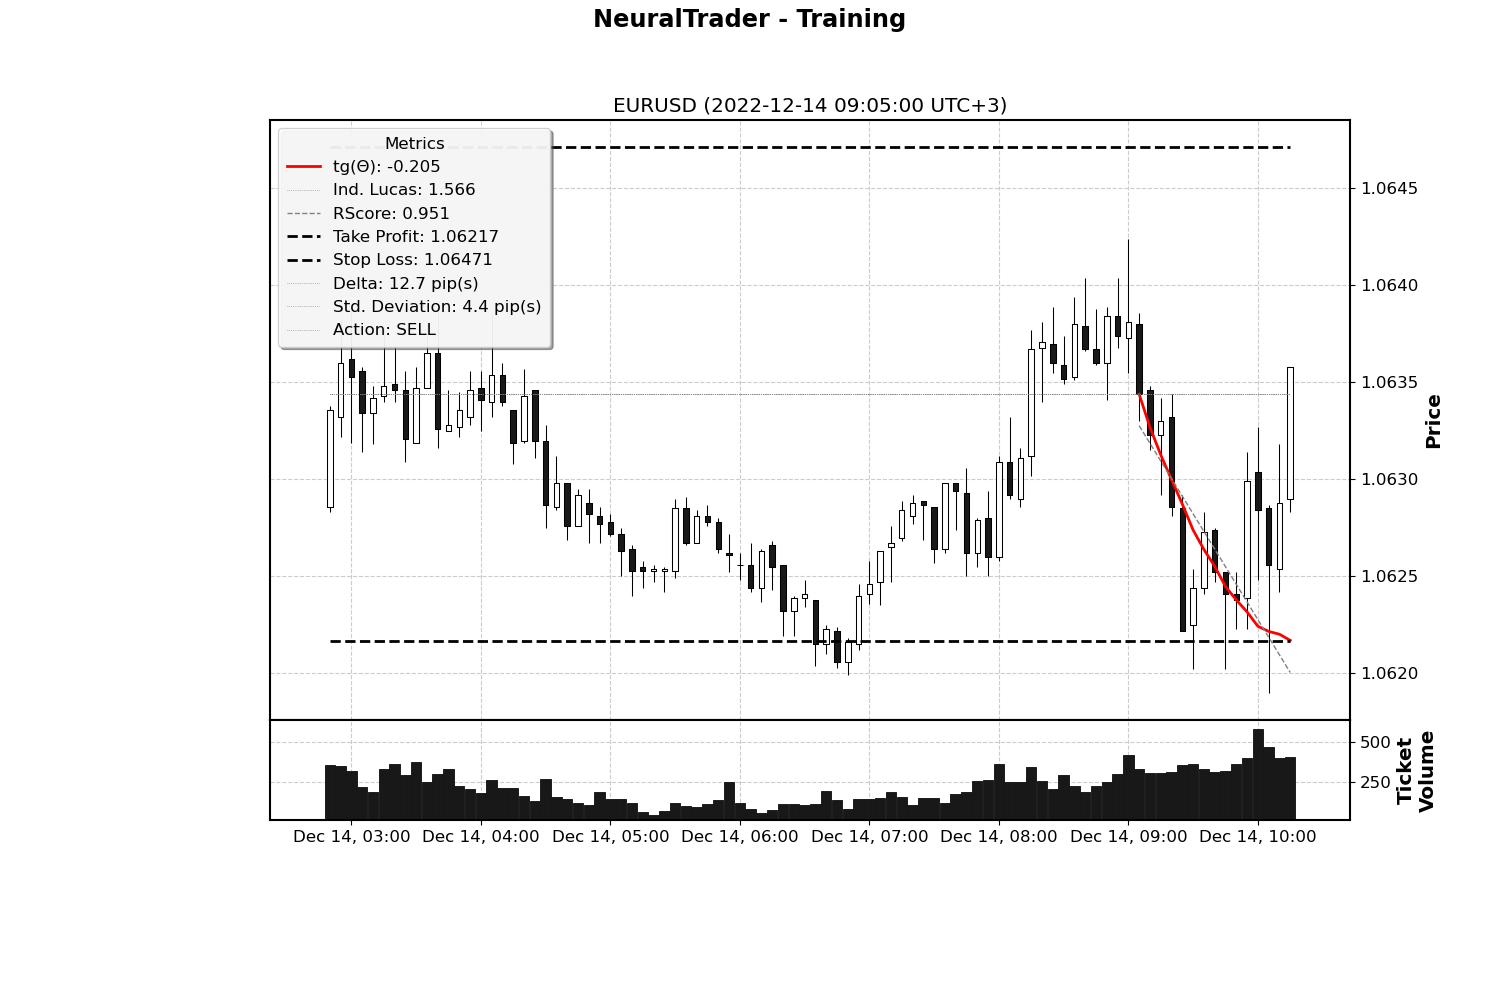 NeuralTrader - Training
EURUSD (2022-12-14 09:05:00 UTC+3)
Metrics
tg(Θ): -0.205
Ind. Lucas: 1.566
RScore: 0.951
Take Profit: 1.06217
Stop Loss: 1.06471
Delta: 12.7 pip(s)
Std. Deviation: 4.4 pip(s)
Action: SELL
1.0645
1.0640
1.0635
1.0630
1.0625
1.0620
Price
500
250
Ticket
Volume
Dec 14, 03:00
Dec 14, 04:00
Dec 14, 05:00
Dec 14, 06:00
Dec 14, 07:00
Dec 14, 08:00
Dec 14, 09:00
Dec 14, 10:00